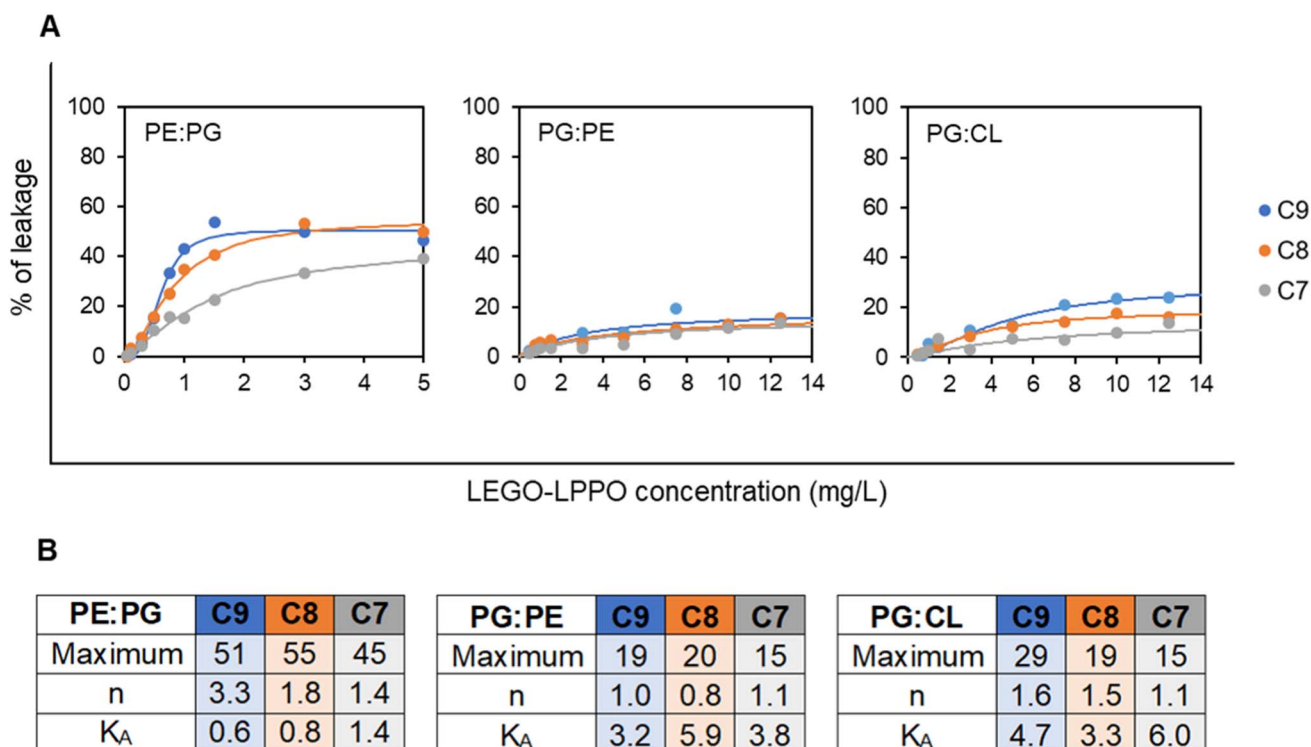 A
% of leakage
100
80
60
40
20
0
PE:PG
0 1 2 3 4 5
100
80
60
40
20
0
PG:PE
0 2 4 6 8 10 12 14
100
80
60
40
20
0
PG:CL
0 2 4 6 8 10 12 14
C9
C8
C7
LEGO-LPPO concentration (mg/L)
B
PE:PG C9 C8 C7
Maximum 51 55 45
n 3.3 1.8 1.4
KA 0.6 0.8 1.4
PG:PE C9 C8 C7
Maximum 19 20 15
n 1.0 0.8 1.1
KA 3.2 5.9 3.8
PG:CL C9 C8 C7
Maximum 29 19 15
n 1.6 1.5 1.1
KA 4.7 3.3 6.0